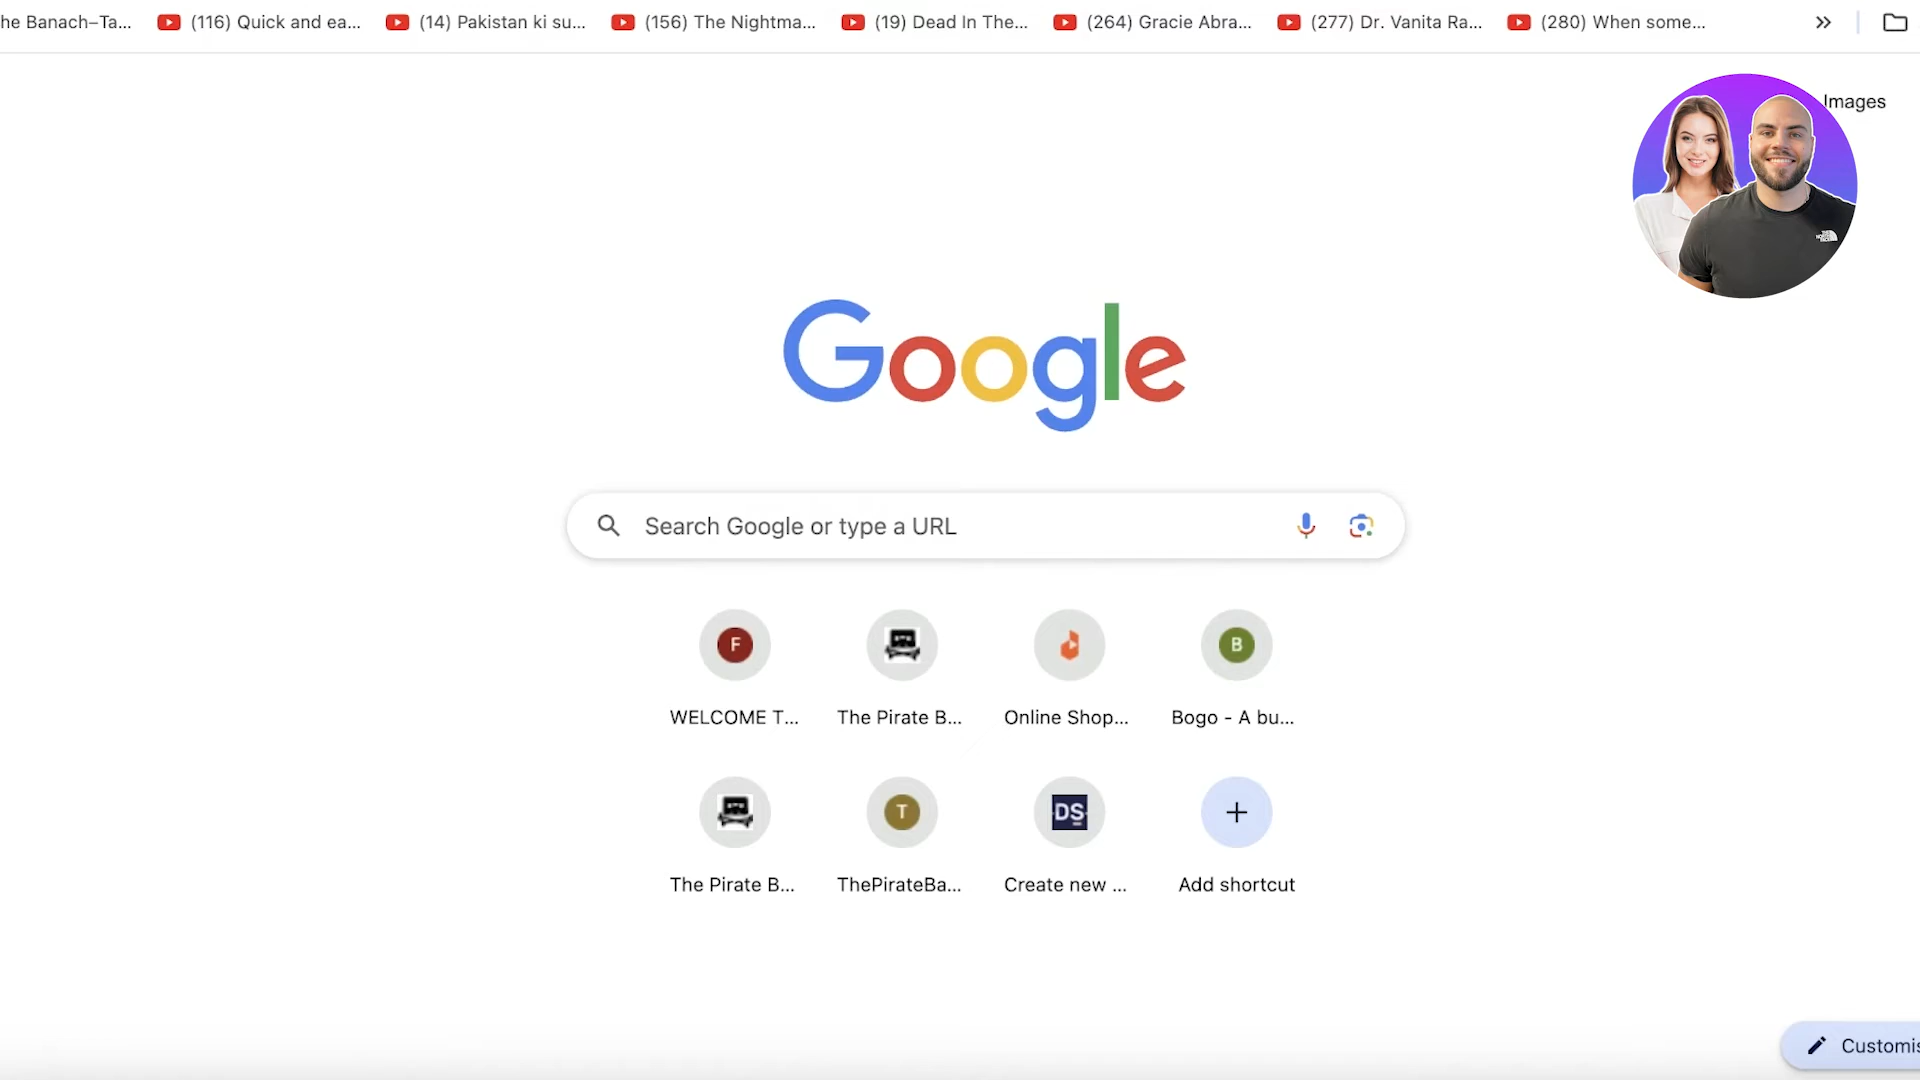 he Banach–Ta... (116) Quick and ea... (14) Pakistan ki su... (156) The Nightma... (19) Dead In The... (264) Gracie Abra... (277) Dr. Vanita Ra... (280) When some...
Images
Google
Search Google or type a URL
F B
WELCOME T... The Pirate B... Online Shop... Bogo - A bu...
T DS
The Pirate B... ThePirateBa... Create new ... Add shortcut
Customis